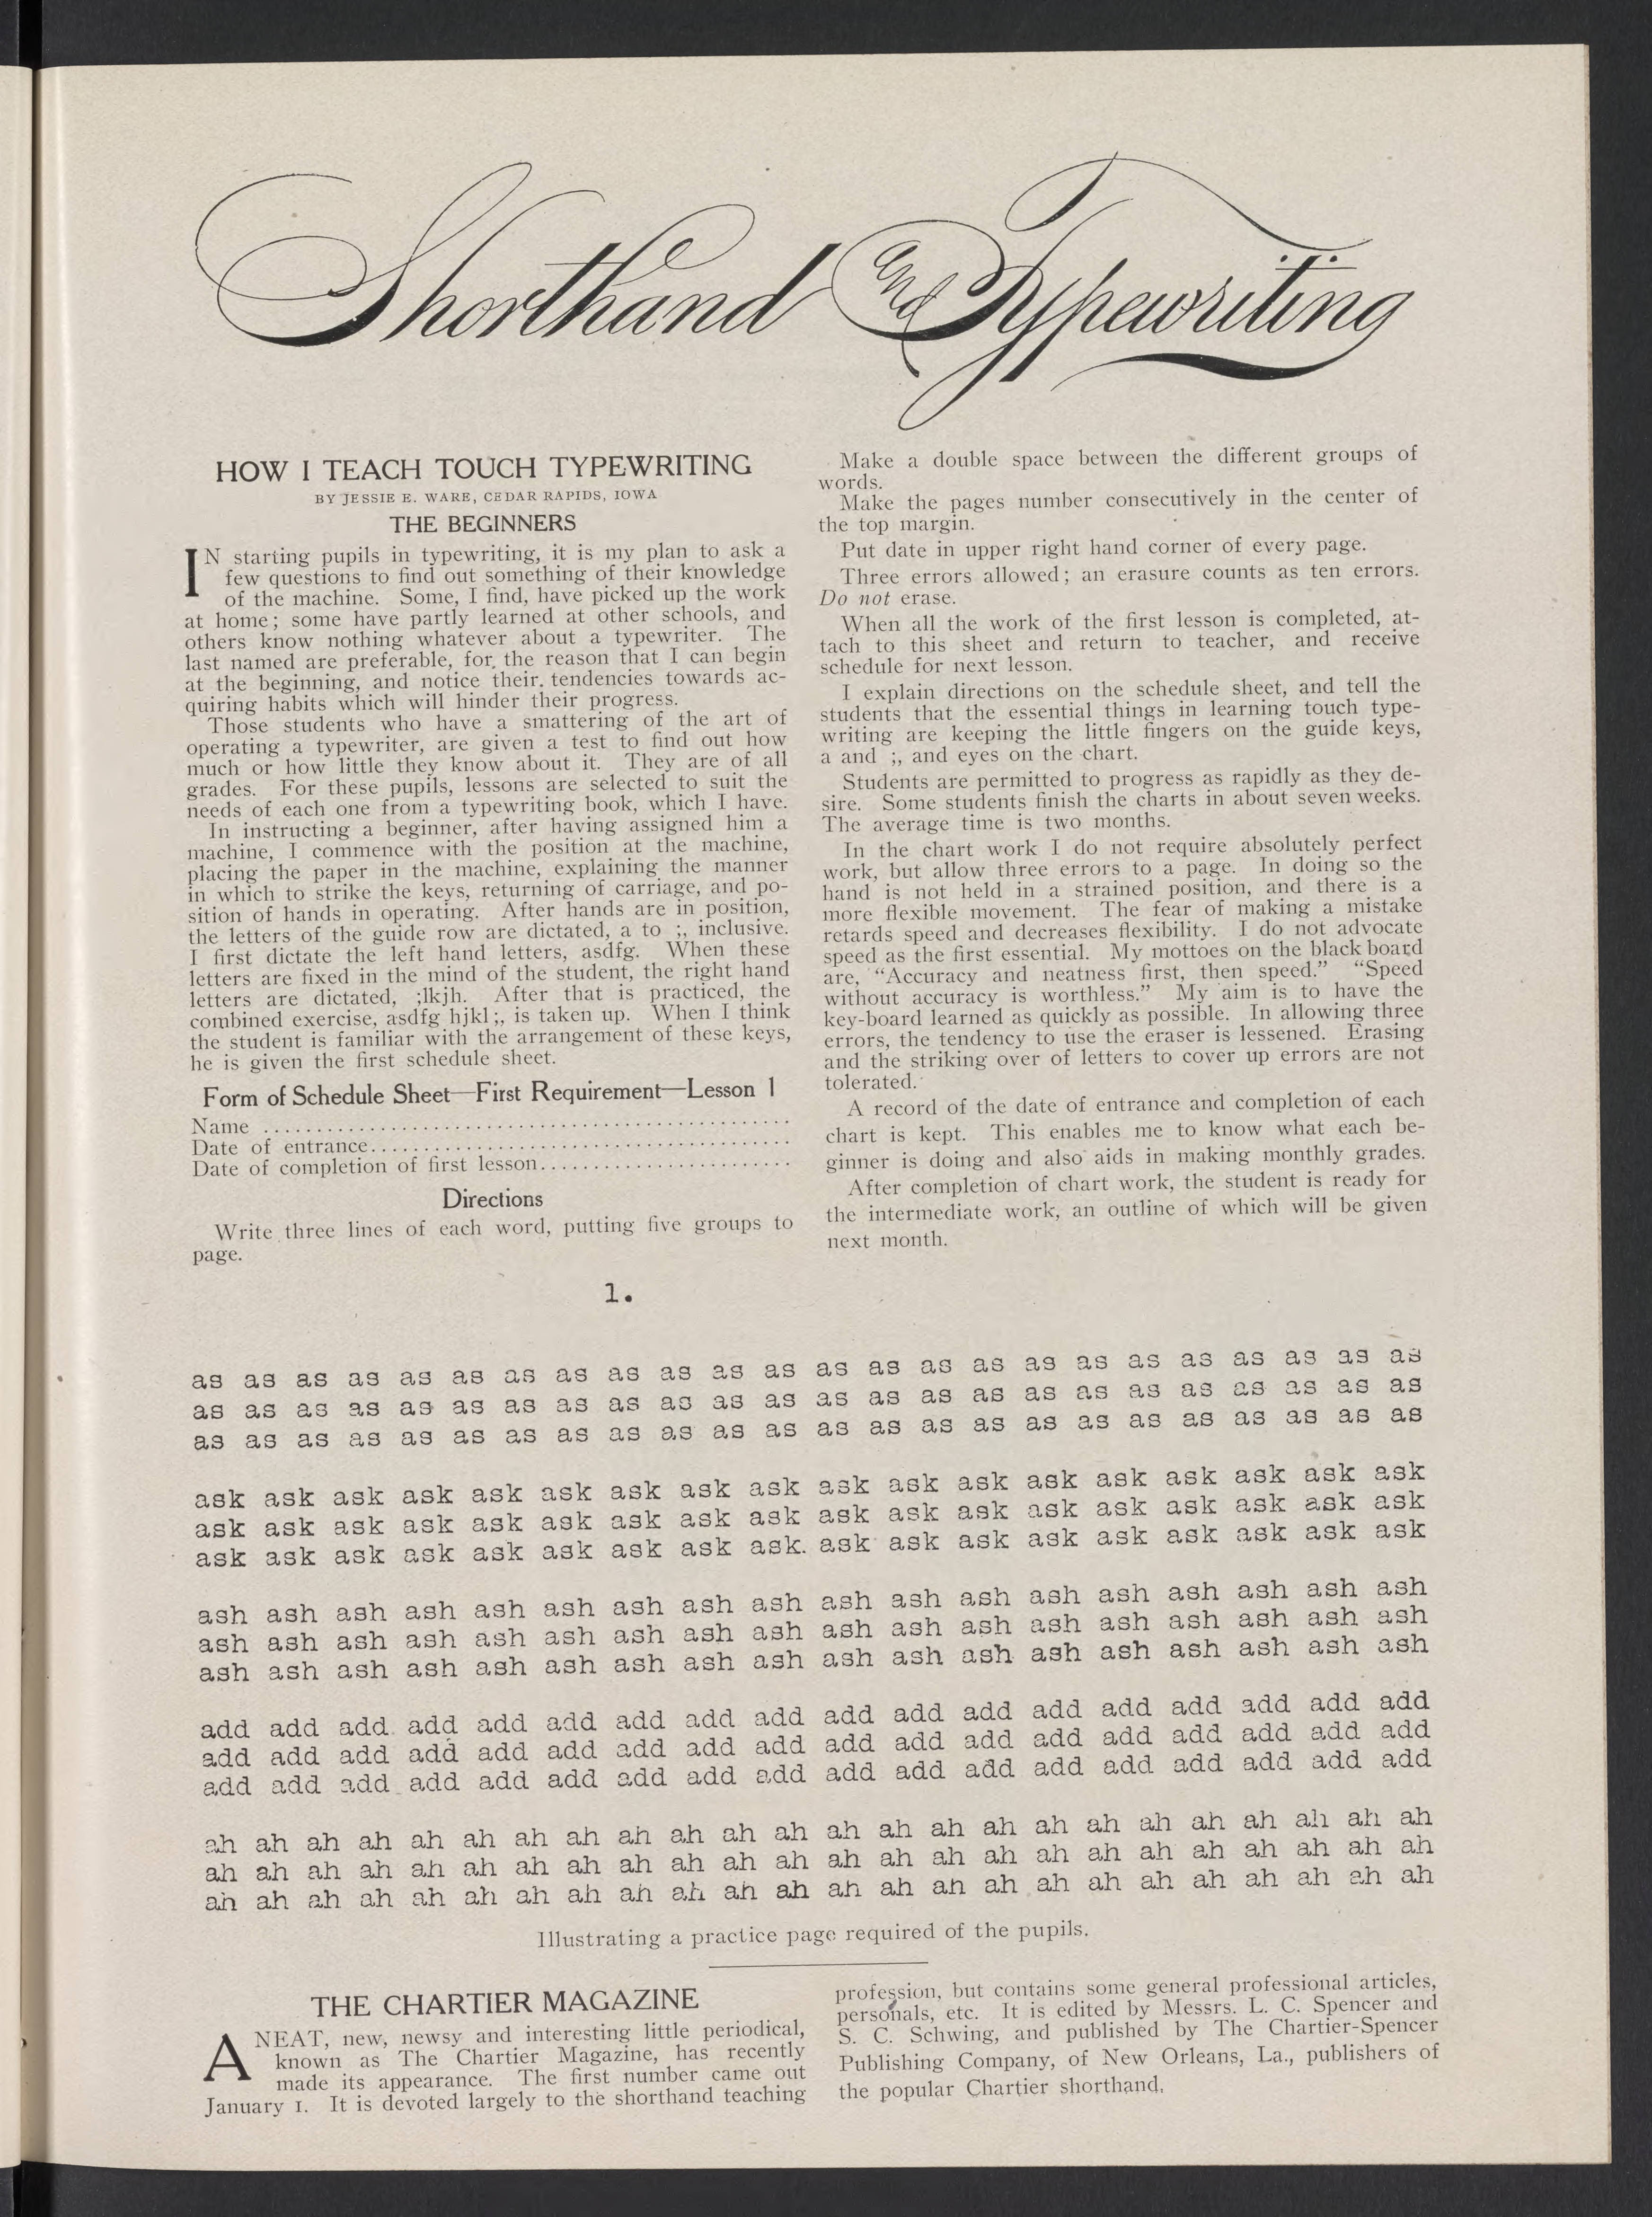 Shorthand And Typewriting
HOW I TEACH TOUCH TYPEWRITING
BY JESSIE E. WARE, CEDAR RAPIDS, IOWA
THE BEGINNERS
IN starting pupils in typewriting, it is my plan to ask a
few questions to find out something of their knowledge
of the machine. Some, I find, have picked up the work
at home; some have partly learned at other schools, and
others know nothing whatever about a typewriter. The
last named are preferable, for the reason that I can begin
at the beginning, and notice their tendencies towards ac-
quiring habits which will hinder their progress.
Those students who have a smattering of the art of
operating a typewriter, are given a test to find out how
much or how little they know about it. They are of all
grades. For these pupils, lessons are selected to suit the
needs of each one from a typewriting book, which I have.
In instructing a beginner, after having assigned him a
machine, I commence with the position at the machine,
placing the paper in the machine, explaining the manner
in which to strike the keys, returning of carriage, and po-
sition of hands in operating. After hands are in position,
the letters of the guide row are dictated, a to ;, inclusive.
I first dictate the left hand letters, asdfg. When these
letters are fixed in the mind of the student, the right hand
letters are dictated, ;lkjh. After that is practiced, the
combined exercise, asdfg hjkl;, is taken up. When I think
the student is familiar with the arrangement of these keys,
he is given the first schedule sheet.
Form of Schedule Sheet—First Requirement—Lesson 1
Name ..................................................
Date of entrance........................................
Date of completion of first lesson........................
Directions
Write three lines of each word, putting five groups to
page.
Make a double space between the different groups of
words.
Make the pages number consecutively in the center of
the top margin.
Put date in upper right hand corner of every page.
Three errors allowed; an erasure counts as ten errors.
Do not erase.
When all the work of the first lesson is completed, at-
tach to this sheet and return to teacher, and receive
schedule for next lesson.
I explain directions on the schedule sheet, and tell the
students that the essential things in learning touch type-
writing are keeping the little fingers on the guide keys,
a and ;, and eyes on the chart.
Students are permitted to progress as rapidly as they de-
sire. Some students finish the charts in about seven weeks.
The average time is two months.
In the chart work I do not require absolutely perfect
work, but allow three errors to a page. In doing so the
hand is not held in a strained position, and there is a
more flexible movement. The fear of making a mistake
retards speed and decreases flexibility. I do not advocate
speed as the first essential. My mottoes on the black board
are, “Accuracy and neatness first, then speed.” “Speed
without accuracy is worthless.” My aim is to have the
key-board learned as quickly as possible. In allowing three
errors, the tendency to use the eraser is lessened. Erasing
and the striking over of letters to cover up errors are not
tolerated.
A record of the date of entrance and completion of each
chart is kept. This enables me to know what each be-
ginner is doing and also aids in making monthly grades.
After completion of chart work, the student is ready for
the intermediate work, an outline of which will be given
next month.
1.
as as as as as as as as as as as as as as as as as as as as as as as as
as as as as as as as as as as as as as as as as as as as as as as as as
as as as as as as as as as as as as as as as as as as as as as as as as
ask ask ask ask ask ask ask ask ask ask ask ask ask ask ask ask ask ask
ask ask ask ask ask ask ask ask ask ask ask ask ask ask ask ask ask ask
ask ask ask ask ask ask ask ask ask. ask ask ask ask ask ask ask ask ask
ash ash ash ash ash ash ash ash ash ash ash ash ash ash ash ash ash ash
ash ash ash ash ash ash ash ash ash ash ash ash ash ash ash ash ash ash
ash ash ash ash ash ash ash ash ash ash ash ash ash ash ash ash ash ash
add add add add add add add add add add add add add add add add add add
add add add add add add add add add add add add add add add add add add
add add add add add add add add add add add add add add add add add add
ah ah ah ah ah ah ah ah ah ah ah ah ah ah ah ah ah ah ah ah ah ah ah ah
ah ah ah ah ah ah ah ah ah ah ah ah ah ah ah ah ah ah ah ah ah ah ah ah
ah ah ah ah ah ah ah ah ah ah ah ah ah ah ah ah ah ah ah  ah ah ah ah ah ah
Illustrating a practice page required of the pupils.
THE CHARTIER MAGAZINE
A NEAT, new, newsy and interesting little periodical,
known as The Chartier Magazine, has recently
made its appearance. The first number came out
January 1. It is devoted largely to the shorthand teaching
profession, but contains some general professional articles,
personals, etc. It is edited by Messrs. L. C. Spencer and
S. C. Schwing, and published by The Chartier-Spencer
Publishing Company, of New Orleans, La., publishers of
the popular Chartier shorthand.